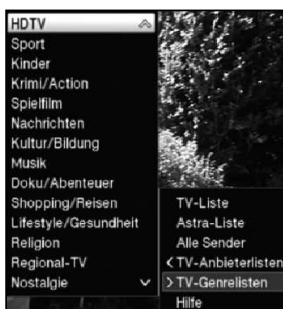 HDTV
Sport
Kinder
Krimi/Action
Spielfilm
Nachrichten
Kultur/Bildung
Musik
Doku/Abenteuer
Shopping/Reisen
Lifestyle/Gesundheit
Religion
Regional-TV
Nostalgie
TV-Liste
Astra-Liste
Alle Sender
<TV-Anbieterlisten
>TV-Genrelisten
Hilfe